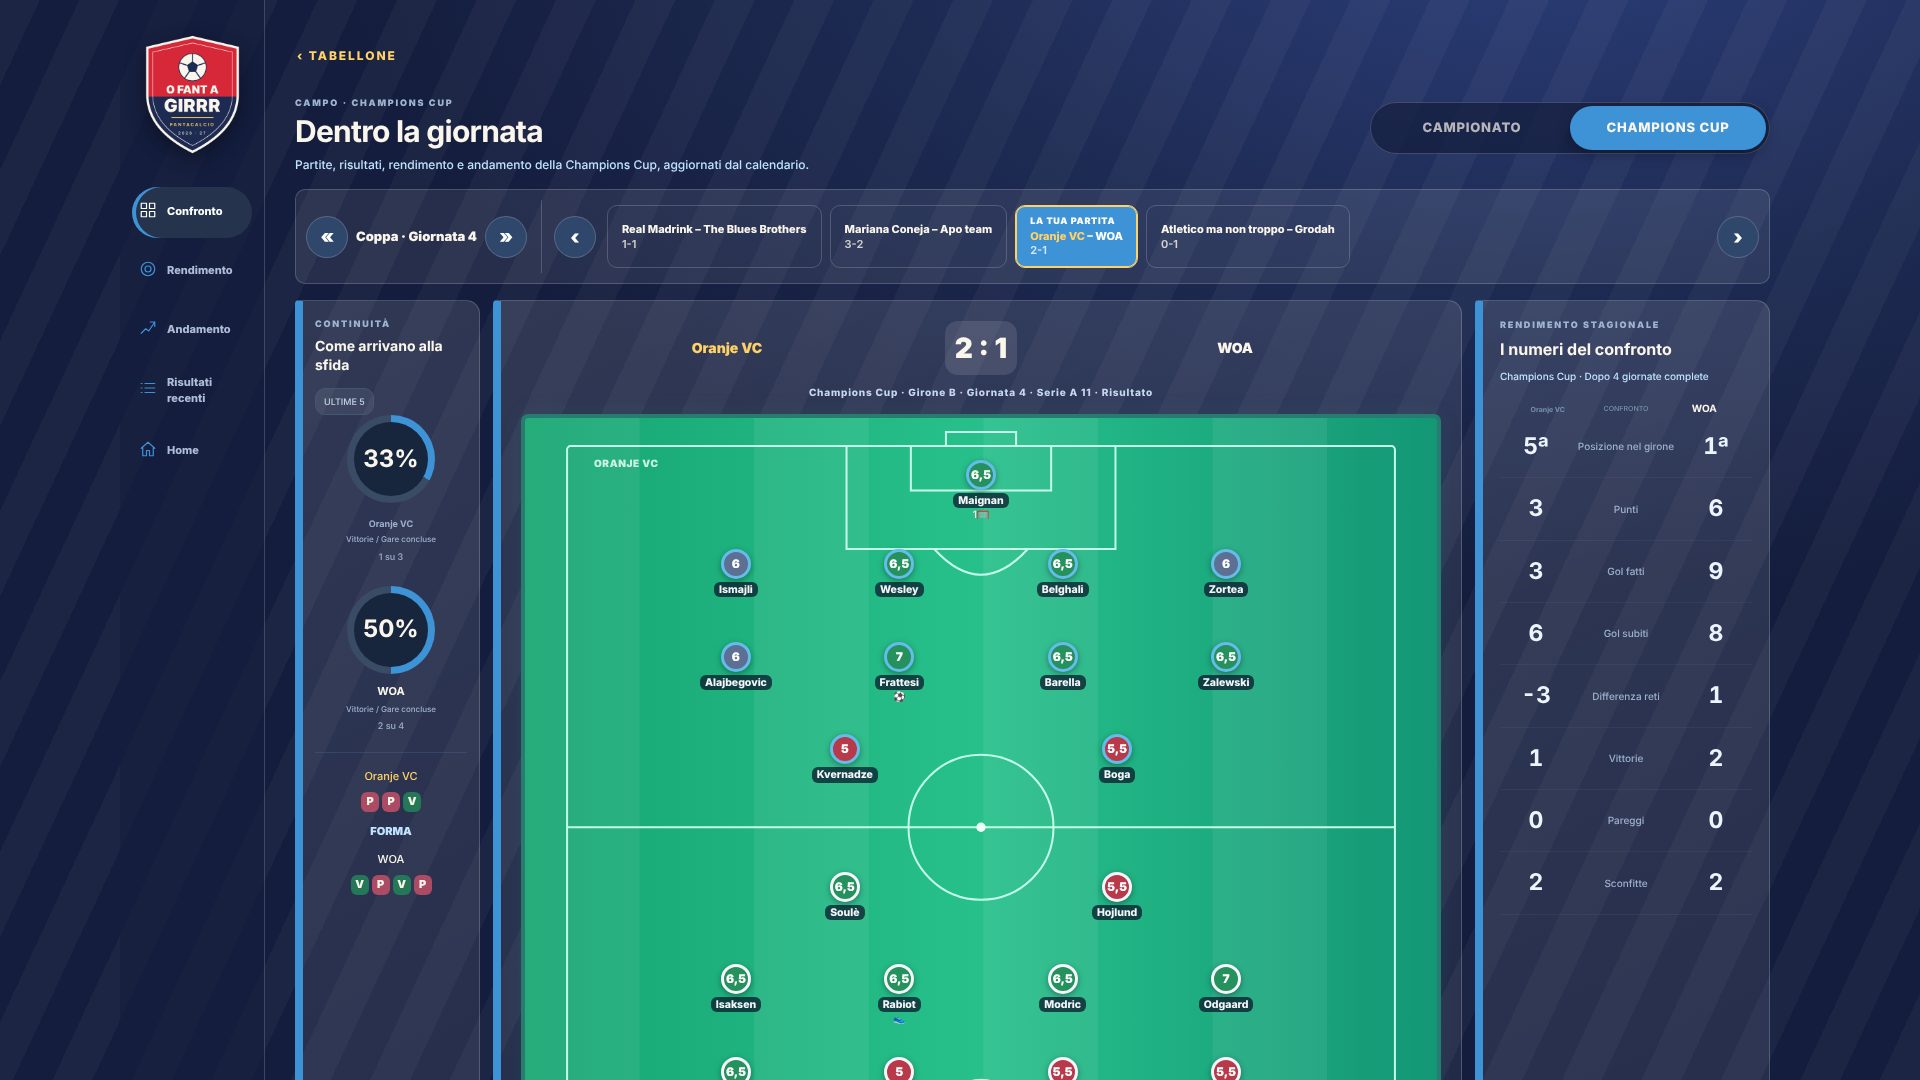 O FANT A
GIRRR
FANTACALCIO
2026 · 27
Confronto
Rendimento
Andamento
Risultati
recenti
Home
‹ TABELLONE
CAMPO · CHAMPIONS CUP
Dentro la giornata
Partite, risultati, rendimento e andamento della Champions Cup, aggiornati dal calendario.
CAMPIONATO
CHAMPIONS CUP
« Coppa · Giornata 4 »
‹
Real Madrink – The Blues Brothers
1-1
Mariana Coneja – Apo team
3-2
LA TUA PARTITA
Oranje VC – WOA
2-1
Atletico ma non troppo – Grodah
0-1
›
CONTINUITÀ
Come arrivano alla
sfida
ULTIME 5
33%
Oranje VC
Vittorie / Gare concluse
1 su 3
50%
WOA
Vittorie / Gare concluse
2 su 4
Oranje VC
P P V
FORMA
WOA
V P V P
Oranje VC 2 : 1 WOA
Champions Cup · Girone B · Giornata 4 · Serie A 11 · Risultato
ORANJE VC
6,5
Maignan
1
6 6,5 6,5 6
Ismajli Wesley Belghali Zortea
6 7 6,5 6,5
Alajbegovic Frattesi Barella Zalewski
5 5,5
Kvernadze Boga
6,5 5,5
Soulè Hojlund
6,5 6,5 6,5 7
Isaksen Rabiot Modric Odgaard
6,5 5 5,5 5,5
RENDIMENTO STAGIONALE
I numeri del confronto
Champions Cup · Dopo 4 giornate complete
Oranje VC CONFRONTO WOA
5ª Posizione nel girone 1ª
3 Punti 6
3 Gol fatti 9
6 Gol subiti 8
-3 Differenza reti 1
1 Vittorie 2
0 Pareggi 0
2 Sconfitte 2